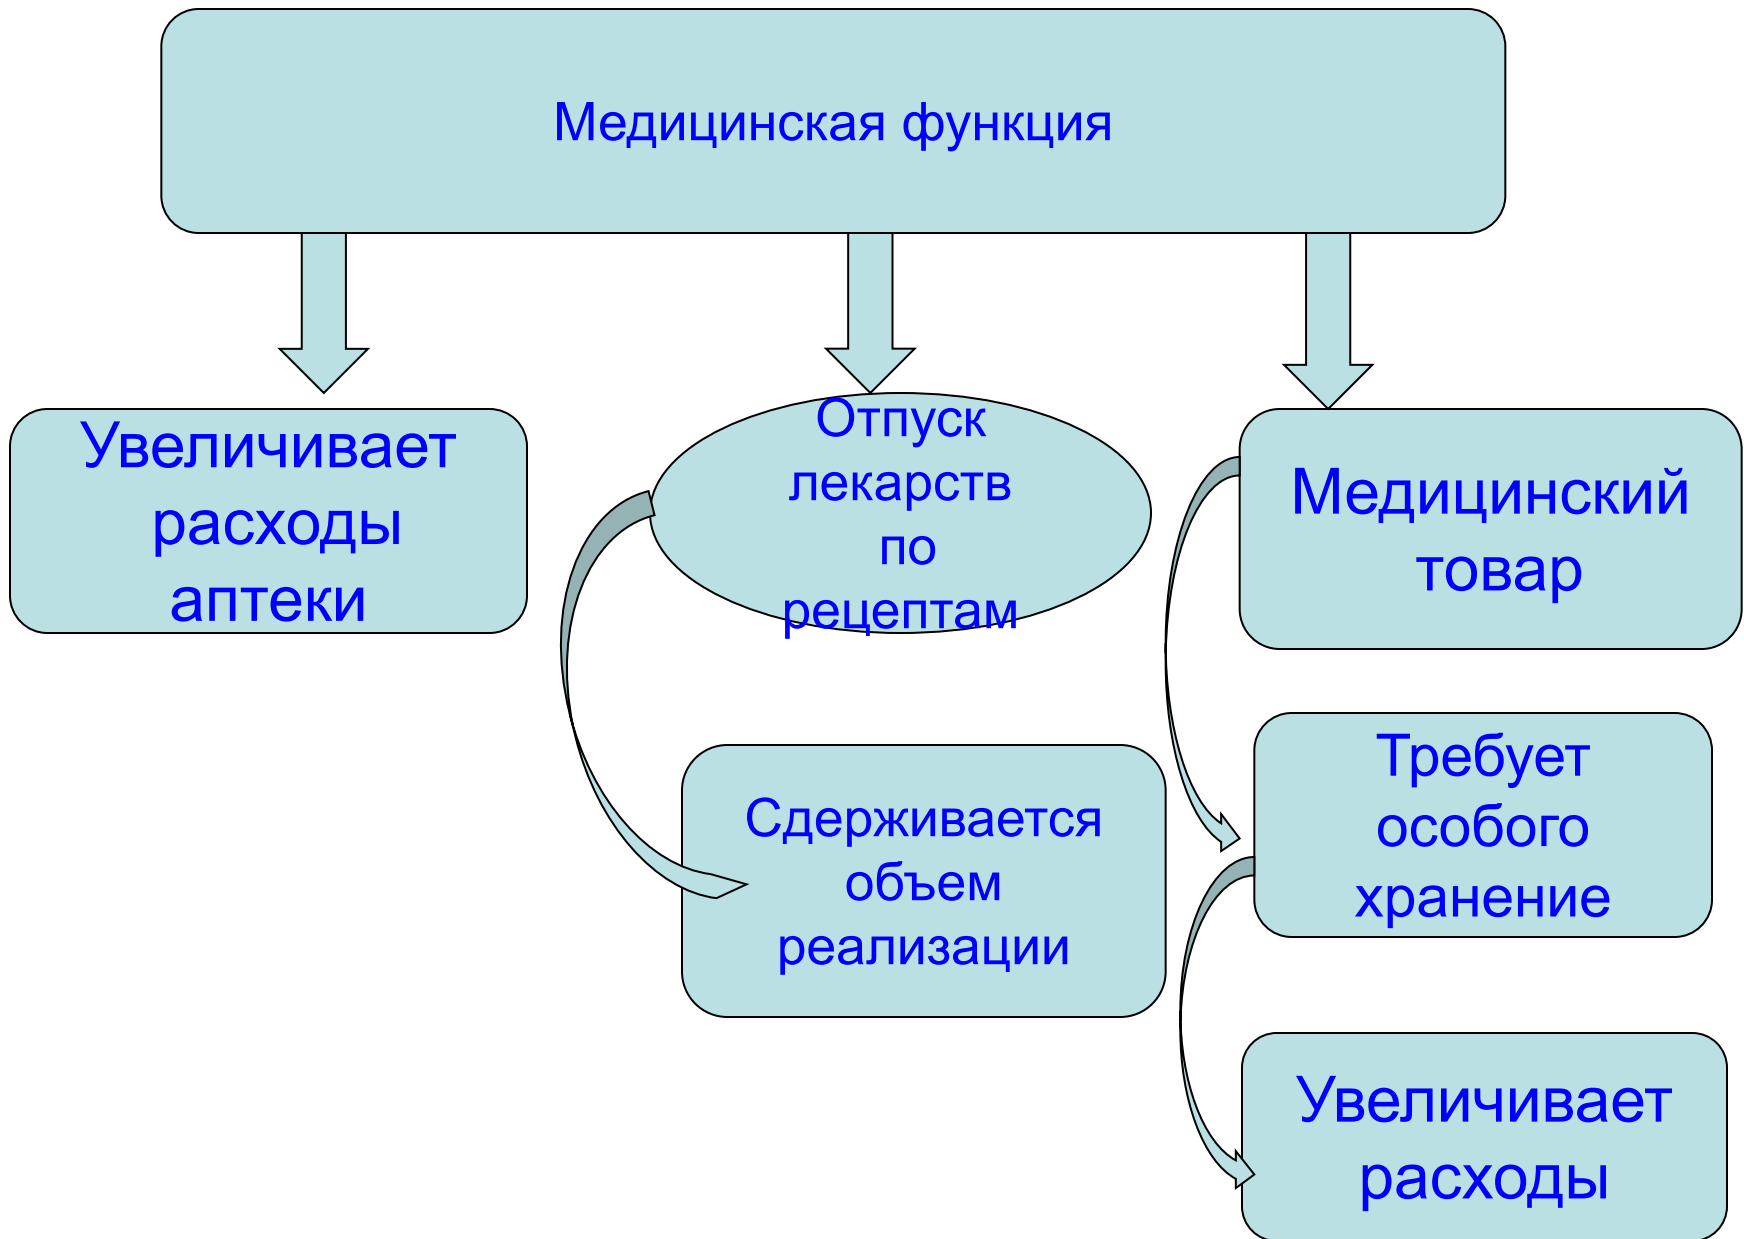 Медицинская функция
Увеличивает
расходы
аптеки
Отпуск
лекарств
по
рецептам
Медицинский
товар
Сдерживается
объем
реализации
Требует
особого
хранение
Увеличивает
расходы